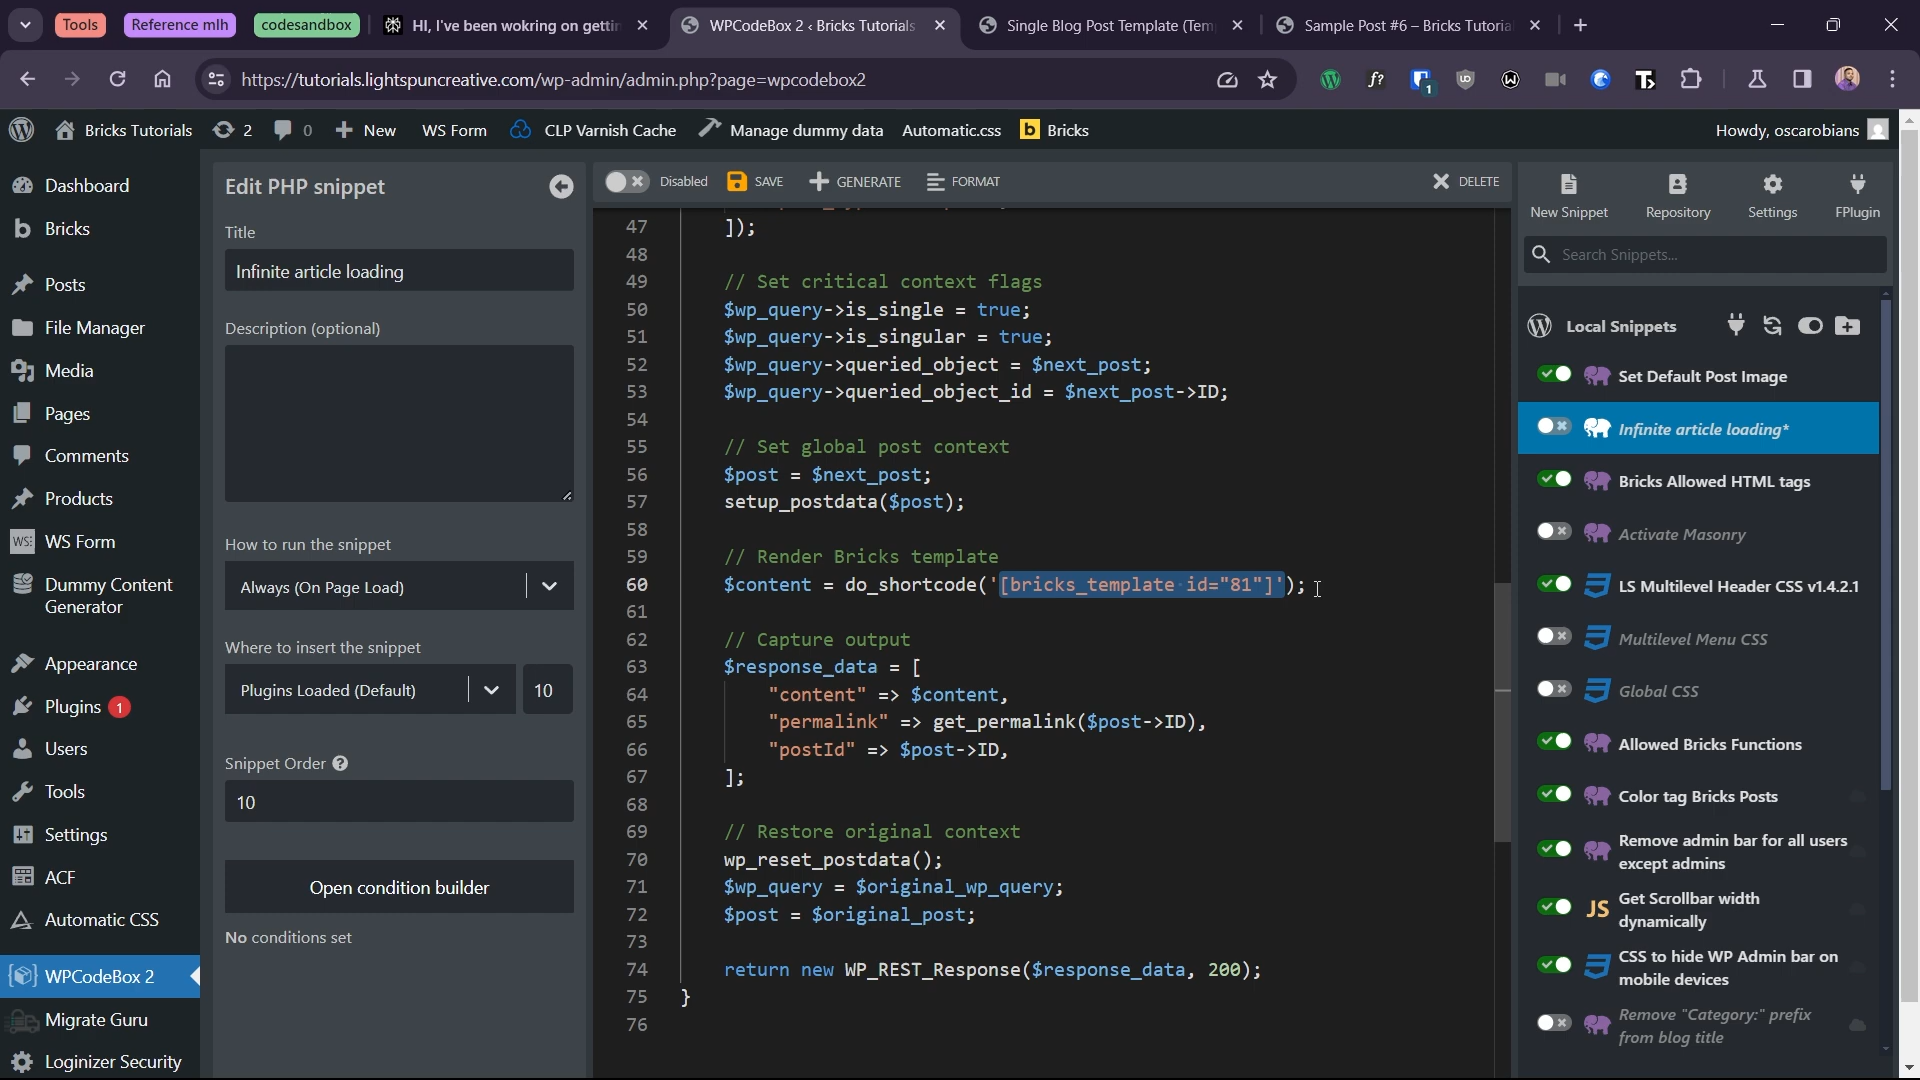 Tools
Reference mlh
codesandbox
HI, I've been wokring on gettin
WPCodeBox 2 ‹ Bricks Tutorials
Single Blog Post Template (Tem
Sample Post #6 – Bricks Tutoria
https://tutorials.lightspuncreative.com/wp-admin/admin.php?page=wpcodebox2
Bricks Tutorials
2
0
New
WS Form
CLP Varnish Cache
Manage dummy data
Automatic.css
Bricks
Howdy, oscarobians
Dashboard
Bricks
Posts
File Manager
Media
Pages
Comments
Products
WS Form
Dummy Content
Generator
Appearance
Plugins 1
Users
Tools
Settings
ACF
Automatic CSS
WPCodeBox 2
Migrate Guru
Loginizer Security
Edit PHP snippet
Title
Infinite article loading
Description (optional)
How to run the snippet
Always (On Page Load)
Where to insert the snippet
Plugins Loaded (Default)
10
Snippet Order
10
Open condition builder
No conditions set
Disabled
SAVE
GENERATE
FORMAT
DELETE
47 ]);
48
49 // Set critical context flags
50 $wp_query->is_single = true;
51 $wp_query->is_singular = true;
52 $wp_query->queried_object = $next_post;
53 $wp_query->queried_object_id = $next_post->ID;
54
55 // Set global post context
56 $post = $next_post;
57 setup_postdata($post);
58
59 // Render Bricks template
60 $content = do_shortcode('[bricks_template id="81"]');
61
62 // Capture output
63 $response_data = [
64 "content" => $content,
65 "permalink" => get_permalink($post->ID),
66 "postId" => $post->ID,
67 ];
68
69 // Restore original context
70 wp_reset_postdata();
71 $wp_query = $original_wp_query;
72 $post = $original_post;
73
74 return new WP_REST_Response($response_data, 200);
75 }
76
New Snippet
Repository
Settings
FPlugin
Search Snippets...
Local Snippets
Set Default Post Image
Infinite article loading*
Bricks Allowed HTML tags
Activate Masonry
LS Multilevel Header CSS v1.4.2.1
Multilevel Menu CSS
Global CSS
Allowed Bricks Functions
Color tag Bricks Posts
Remove admin bar for all users
except admins
JS
Get Scrollbar width
dynamically
CSS to hide WP Admin bar on
mobile devices
Remove "Category:" prefix
from blog title